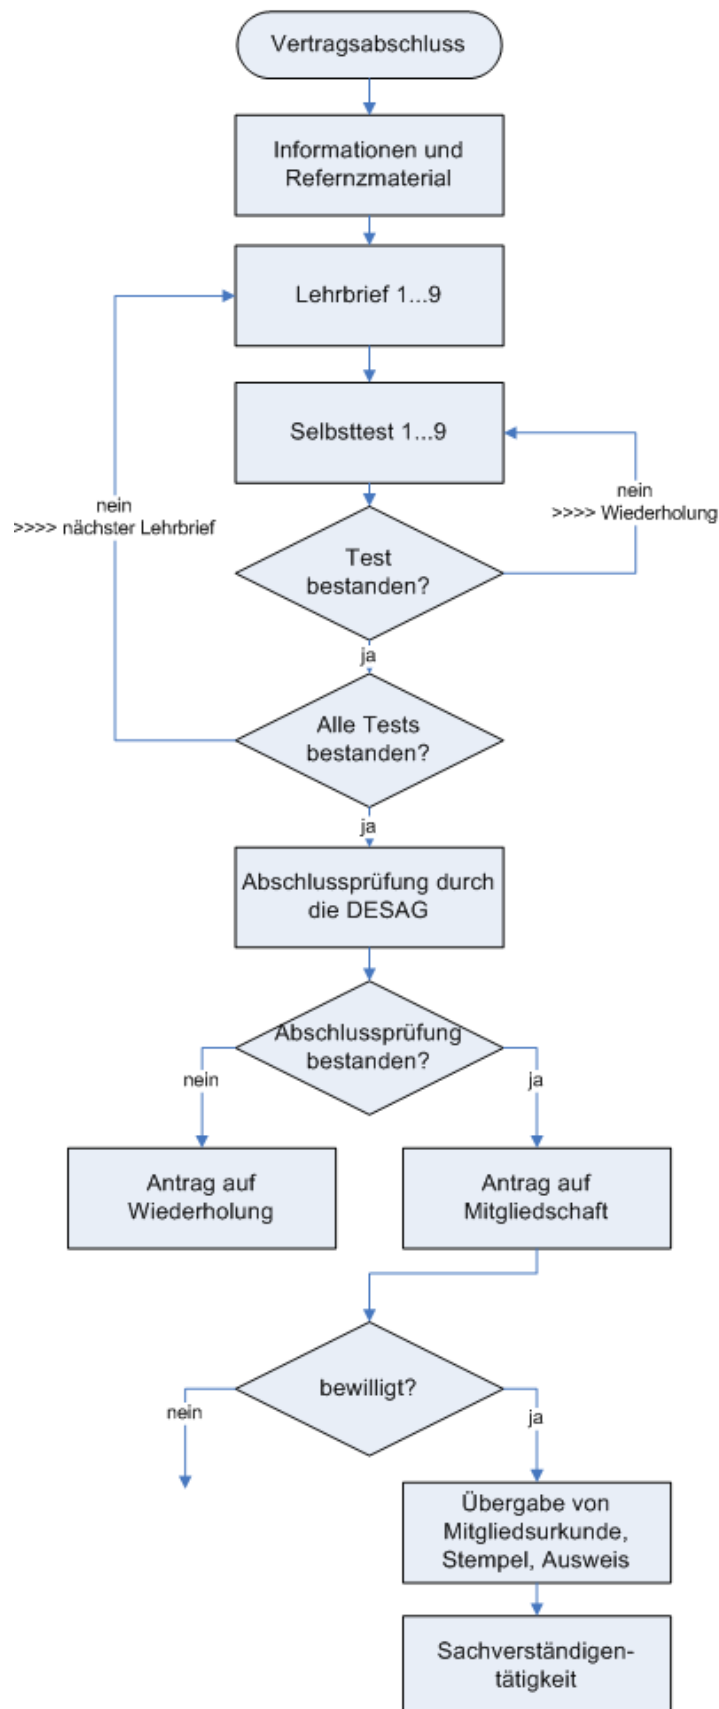 Vertragsabschluss
Informationen und
Refernzmaterial
Lehrbrief 1...9
Selbsttest 1...9
nein
>>>> nächster Lehrbrief
nein
>>>> Wiederholung
Test
bestanden?
ja
Alle Tests
bestanden?
ja
Abschlussprüfung durch
die DESAG
Abschlussprüfung
bestanden?
nein
ja
Antrag auf
Wiederholung
Antrag auf
Mitgliedschaft
bewilligt?
nein
ja
Übergabe von
Mitgliedsurkunde,
Stempel, Ausweis
Sachverständigen-
tätigkeit